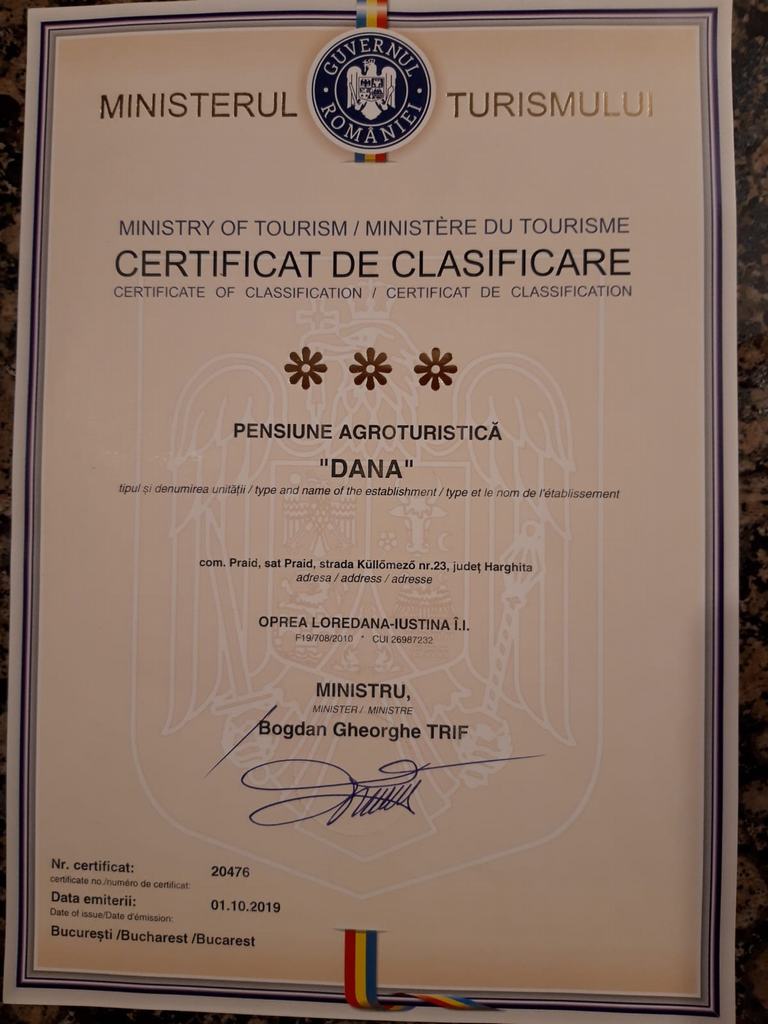 GUVERNUL ROMÂNIEI
MINISTERUL TURISMULUI
MINISTRY OF TOURISM / MINISTÈRE DU TOURISME
CERTIFICAT DE CLASIFICARE
CERTIFICATE OF CLASSIFICATION / CERTIFICAT DE CLASSIFICATION
PENSIUNE AGROTURISTICĂ
"DANA"
tipul și denumirea unității / type and name of the establishment / type et le nom de l'établissement
com. Praid, sat Praid, strada Küllőmező nr.23, județ Harghita
adresa / address / adresse
OPREA LOREDANA-IUSTINA Î.I.
F19/708/2010 * CUI 26987232
MINISTRU,
MINISTER / MINISTRE
Bogdan Gheorghe TRIF
Nr. certificat: 20476
certificate no./numéro de certificat:
Data emiterii: 01.10.2019
Date of issue/Date d'émission:
București /Bucharest /Bucarest